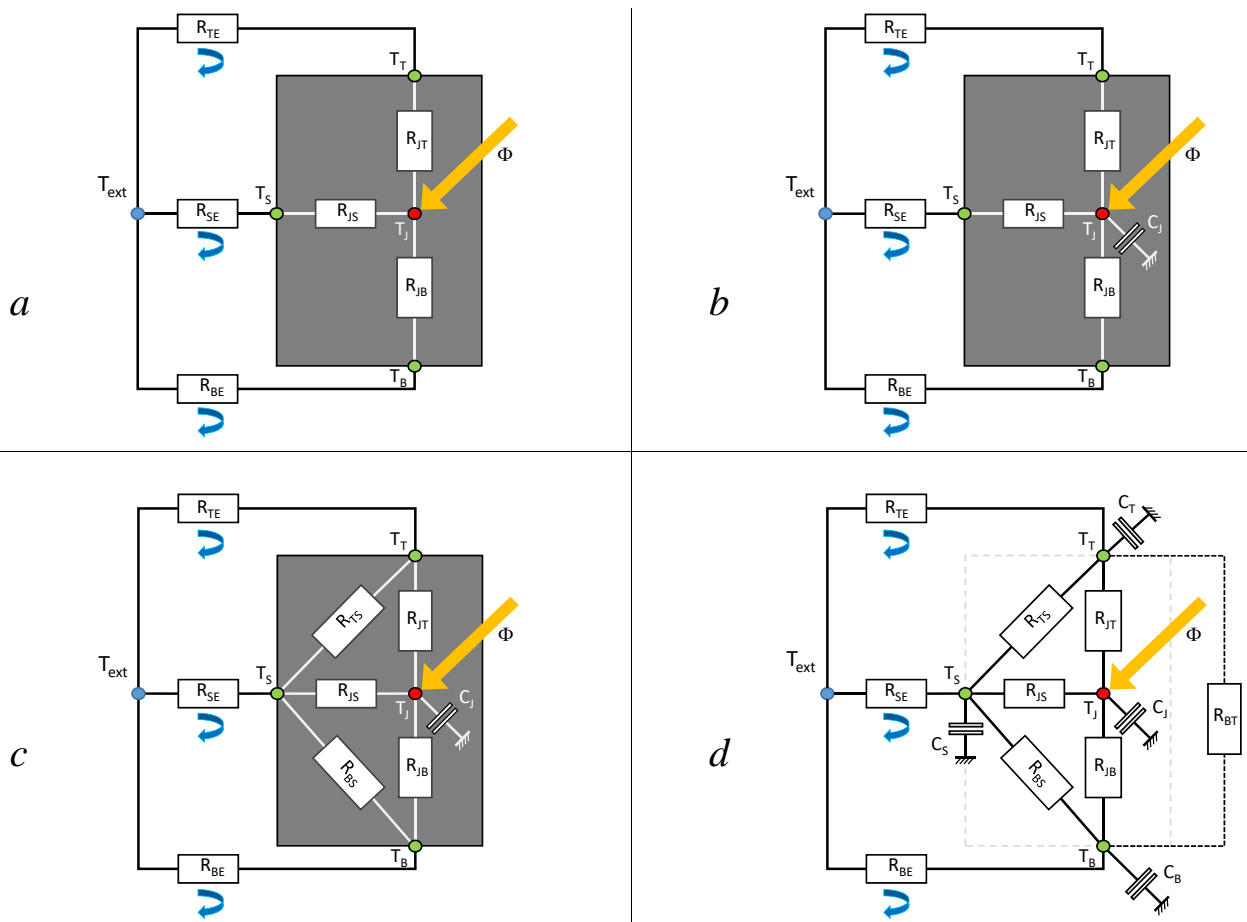 a
R_TE
T_T
R_JT
Φ
T_ext
R_SE
T_S
R_JS
T_J
R_JB
T_B
R_BE
b
R_TE
T_T
R_JT
Φ
T_ext
R_SE
T_S
R_JS
T_J
C_J
R_JB
T_B
R_BE
c
R_TE
T_T
R_TS
R_JT
Φ
T_ext
R_SE
T_S
R_JS
T_J
C_J
R_BS
R_JB
T_B
R_BE
d
R_TE
C_T
T_T
R_TS
R_JT
Φ
T_ext
R_SE
T_S
R_JS
T_J
C_J
R_BT
C_S
R_BS
R_JB
T_B
C_B
R_BE